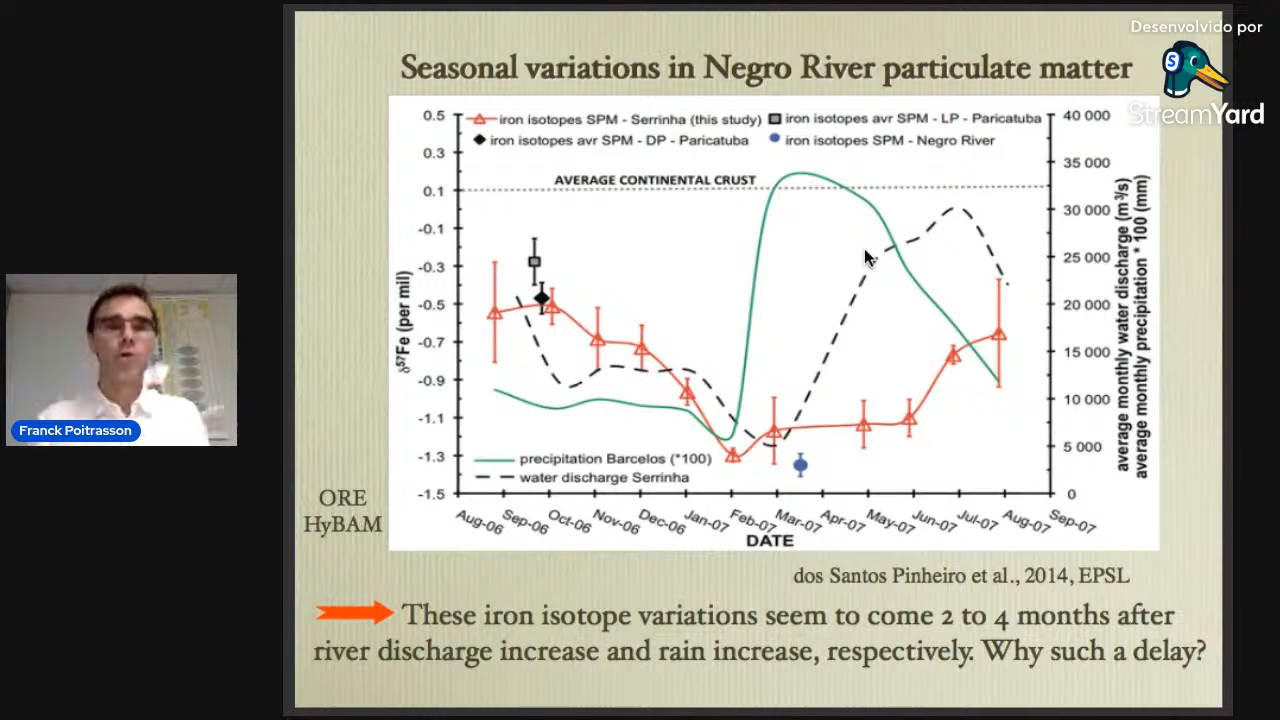 Desenvolvido por
StreamYard
Seasonal variations in Negro River particulate matter
iron isotopes SPM - Serrinha (this study)
iron isotopes avr SPM - LP - Paricatuba
iron isotopes avr SPM - DP - Paricatuba
iron isotopes SPM - Negro River
AVERAGE CONTINENTAL CRUST
0.5
0.3
0.1
-0.1
-0.3
-0.5
-0.7
-0.9
-1.1
-1.3
-1.5
δ57Fe (per mil)
40 000
35 000
30 000
25 000
20 000
15 000
10 000
5 000
0
average monthly water discharge (m³/s)
average monthly precipitation * 100 (mm)
precipitation Barcelos (*100)
water discharge Serrinha
Aug-06
Sep-06
Oct-06
Nov-06
Dec-06
Jan-07
Feb-07
Mar-07
Apr-07
May-07
Jun-07
Jul-07
Aug-07
Sep-07
DATE
Franck Poitrasson
ORE
HyBAM
dos Santos Pinheiro et al., 2014, EPSL
These iron isotope variations seem to come 2 to 4 months after
river discharge increase and rain increase, respectively. Why such a delay?